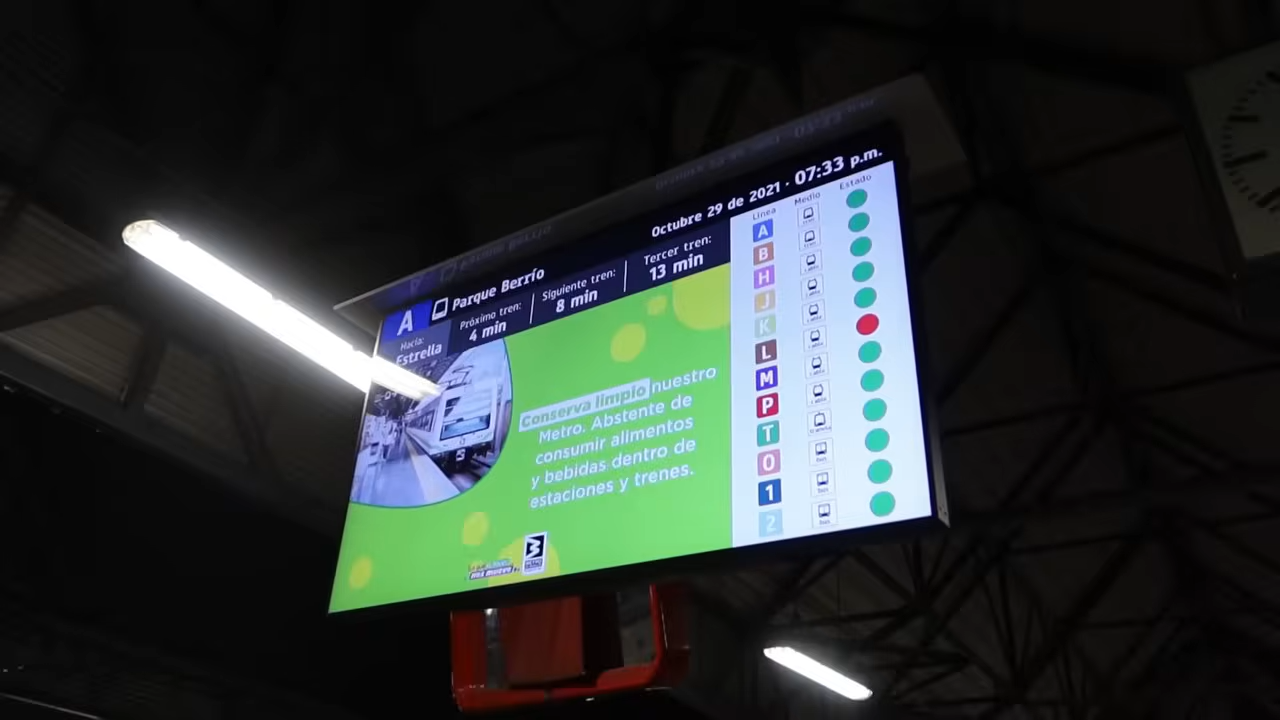 Octubre 29 de 2021 · 07:33 p.m.
A
Parque Berrío
Hacia:
Estrella
Próximo tren:
4 min
Siguiente tren:
8 min
Tercer tren:
13 min
Conserva limpio nuestro
Metro. Abstente de
consumir alimentos
y bebidas dentro de
estaciones y trenes.
Línea Medio Estado
A
B
H
J
K
L
M
P
T
O
1
2